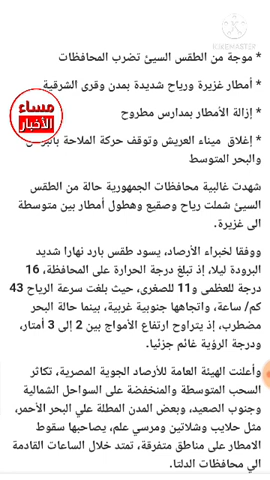 KINEMASTER
* موجة من الطقس السيئ تضرب المحافظات
* أمطار غزيرة ورياح شديدة بمدن وقرى الشرقية
مساء
الأخبار
* إزالة الأمطار بمدارس مطروح
* إغلاق ميناء العريش وتوقف حركة الملاحة
والبحر المتوسط
شهدت غالبية محافظات الجمهورية حالة من الطقس
السيئ شملت رياح وصقيع وهطول أمطار بين متوسطة
الى غزيرة.
ووفقا لخبراء الأرصاد، يسود طقس بارد نهارا شديد
البرودة ليلا، إذ تبلغ درجة الحرارة على المحافظة، 16
درجة للعظمى و11 للصغرى، حيث بلغت سرعة الرياح 43
كم/ ساعة، واتجاهها جنوبية غربية، بينما حالة البحر
مضطرب، إذ يتراوح ارتفاع الأمواج بين 2 إلى 3 أمتار،
ودرجة الرؤية غائم جزئيا.
وأعلنت الهيئة العامة للأرصاد الجوية المصرية، تكاثر
السحب المتوسطة والمنخفضة على السواحل الشمالية
وجنوب الصعيد، وبعض المدن المطلة علي البحر الأحمر،
مثل حلايب وشلاتين ومرسي علم، يصاحبها سقوط
الامطار على مناطق متفرقة، تمتد خلال الساعات القادمة
الي محافظات الدلتا.